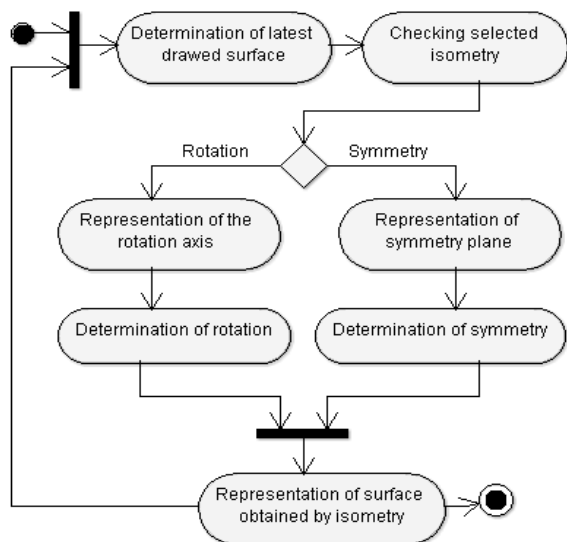 Determination of latest
drawed surface
Checking selected
isometry
Rotation
Symmetry
Representation of the
rotation axis
Representation of
symmetry plane
Determination of rotation
Determination of symmetry
Representation of surface
obtained by isometry